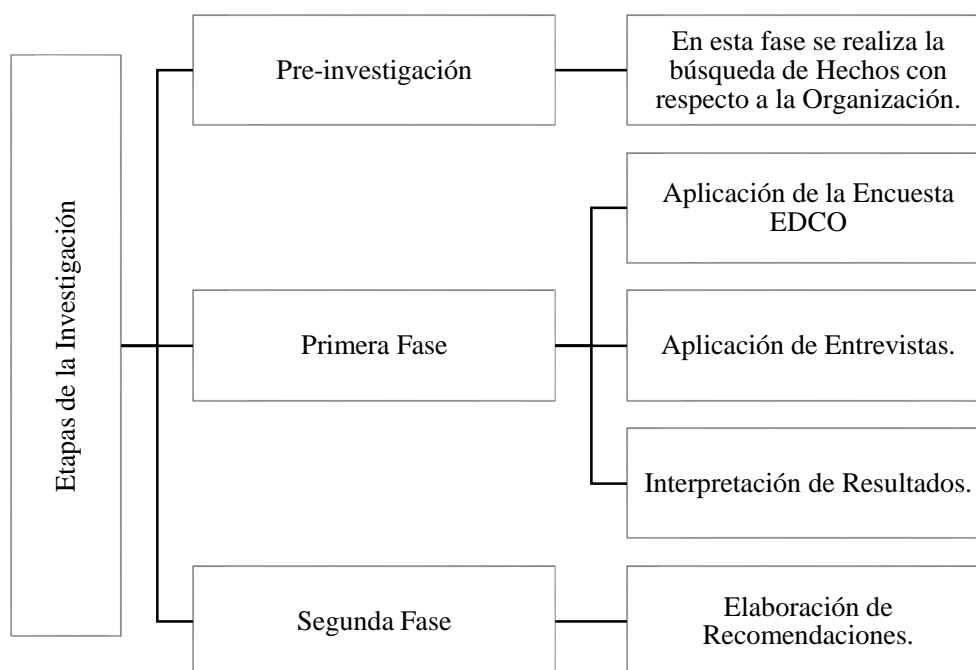 Etapas de la Investigación
Pre-investigación
En esta fase se realiza la
búsqueda de Hechos con
respecto a la Organización.
Primera Fase
Aplicación de la Encuesta
EDCO
Aplicación de Entrevistas.
Interpretación de Resultados.
Segunda Fase
Elaboración de
Recomendaciones.